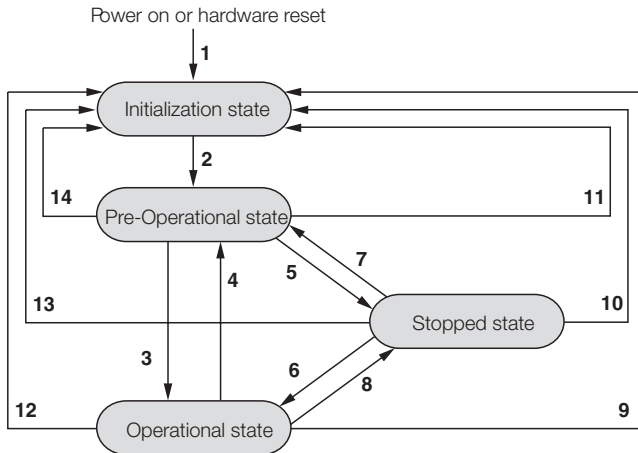 Power on or hardware reset
1
Initialization state
2
14
11
Pre-Operational state
7
5
4
13
10
Stopped state
3
6
8
12
9
Operational state